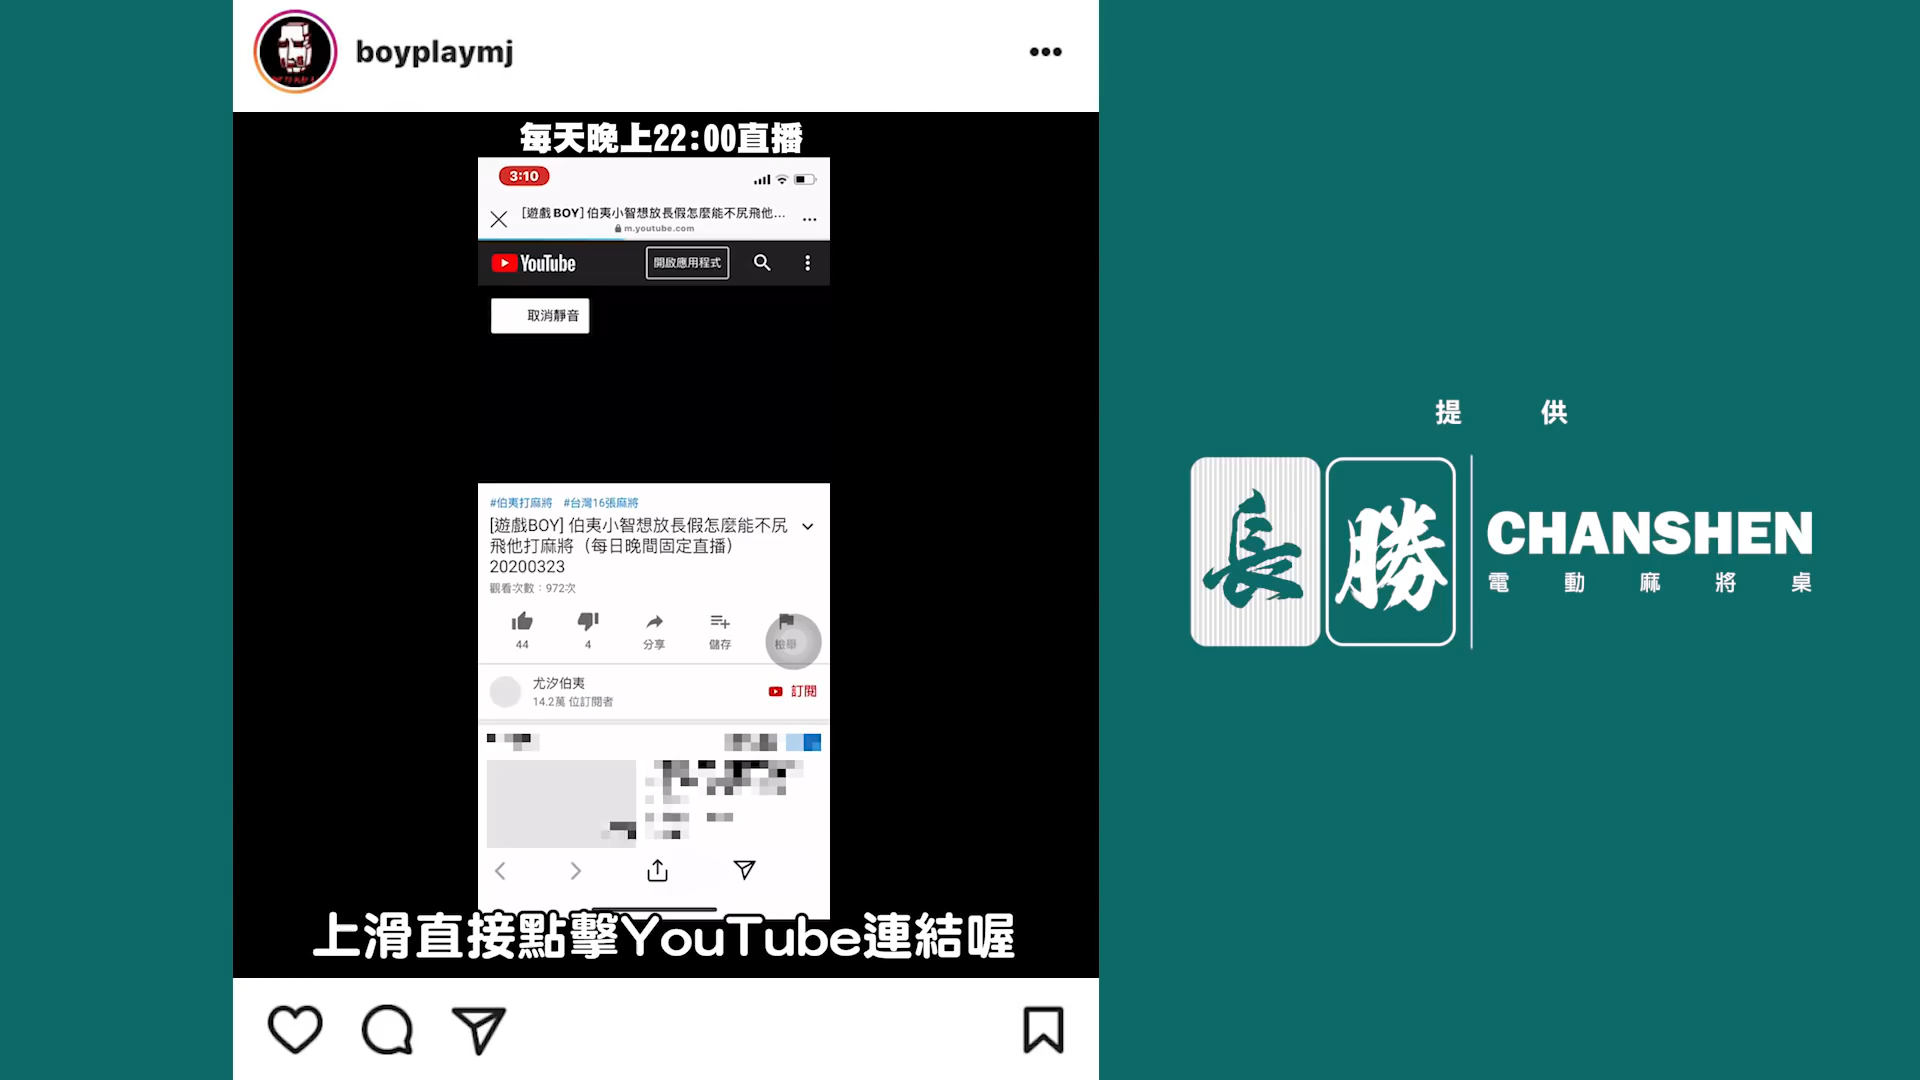 boyplaymj
每天晚上22:00直播
3:10
[遊戲BOY] 伯夷小智想放長假怎麼能不尻飛他...
m.youtube.com
YouTube
開啟應用程式
取消靜音
#伯夷打麻將 #台灣16張麻將
[遊戲BOY] 伯夷小智想放長假怎麼能不尻
飛他打麻將（每日晚間固定直播）
20200323
觀看次數：972次
44
4
分享
儲存
檢舉
尤汐伯夷
14.2萬 位訂閱者
訂閱
上滑直接點擊YouTube連結喔
提供
長勝
CHANSHEN
電動麻將桌